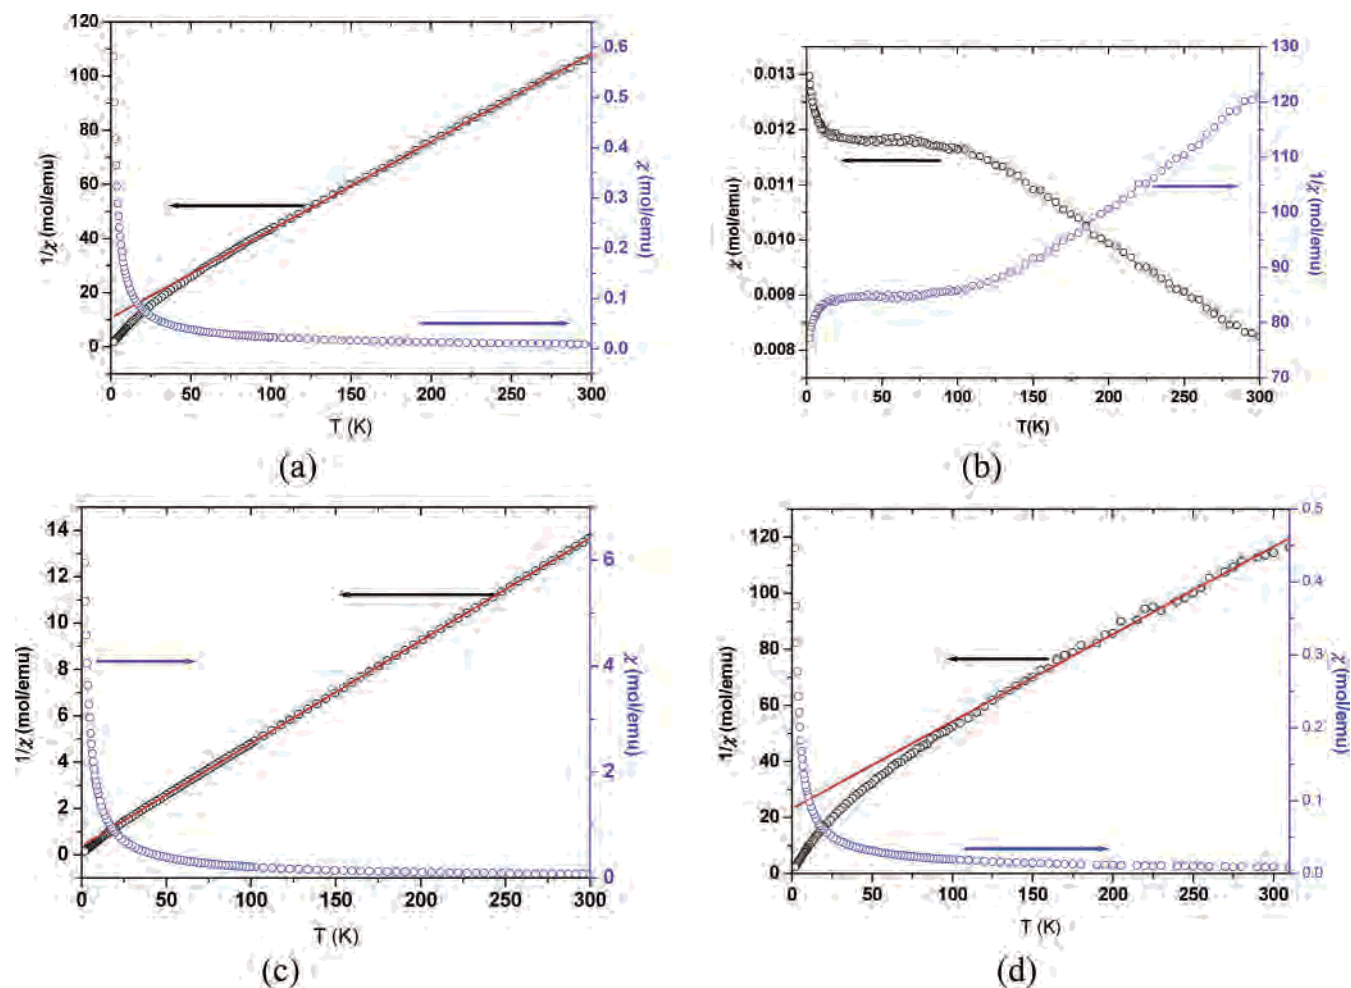 120
100
80
60
40
20
0
1/χ (mol/emu)
0.6
0.5
0.4
0.3
0.2
0.1
0.0
χ (mol/emu)
0 50 100 150 200 250 300
T (K)
(a)
0.013
0.012
0.011
0.010
0.009
0.008
χ (mol/emu)
130
120
110
100
90
80
70
1/χ (mol/emu)
0 50 100 150 200 250 300
T(K)
(b)
14
12
10
8
6
4
2
0
1/χ (mol/emu)
6
4
2
0
χ (mol/emu)
0 50 100 150 200 250 300
T (K)
(c)
120
100
80
60
40
20
0
1/χ (mol/emu)
0.5
0.4
0.3
0.2
0.1
0.0
χ (mol/emu)
0 50 100 150 200 250 300
T (K)
(d)